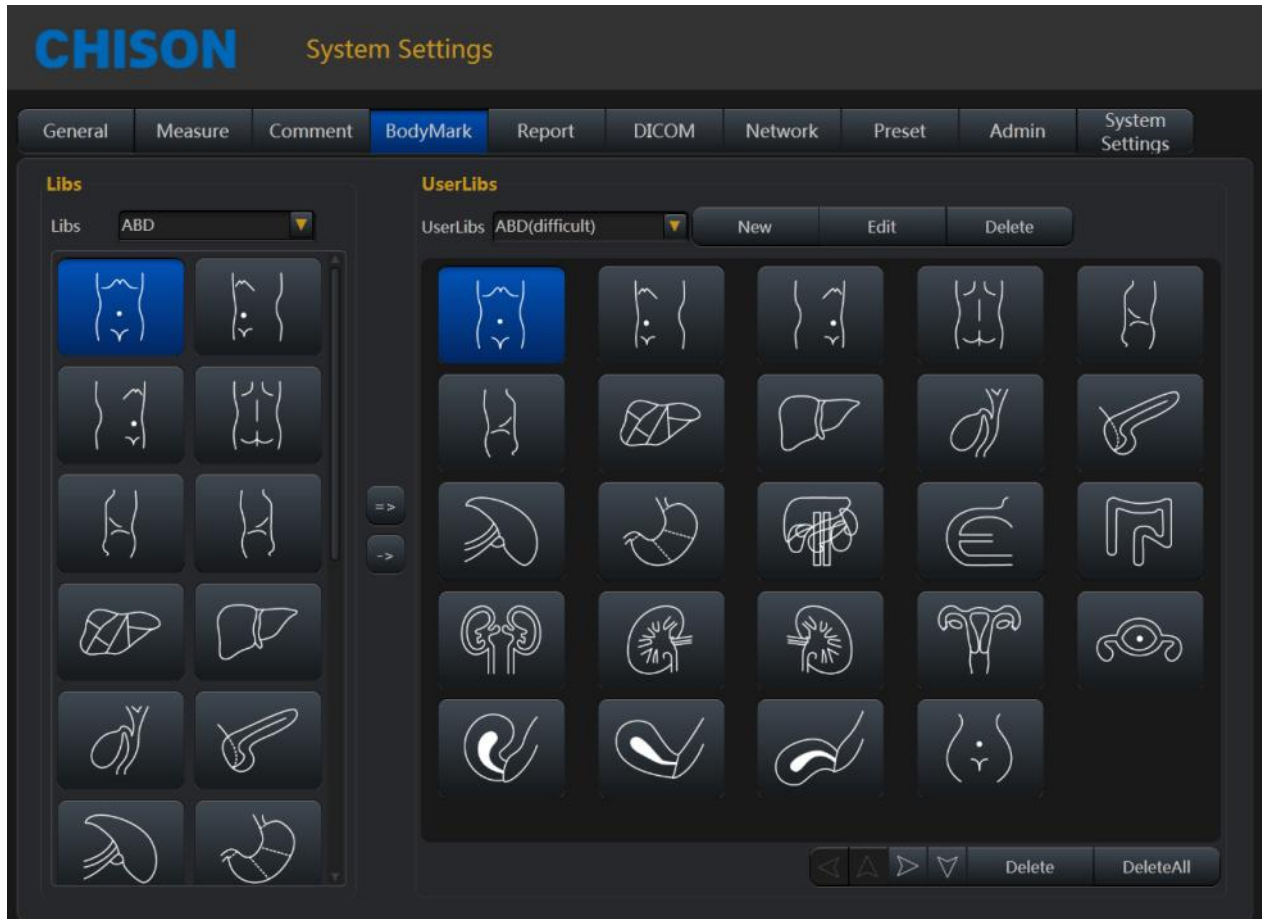 CHISON System Settings
General Measure Comment BodyMark Report DICOM Network Preset Admin System Settings
Libs UserLibs
Libs ABD UserLibs ABD(difficult) New Edit Delete
=>
->
Delete DeleteAll